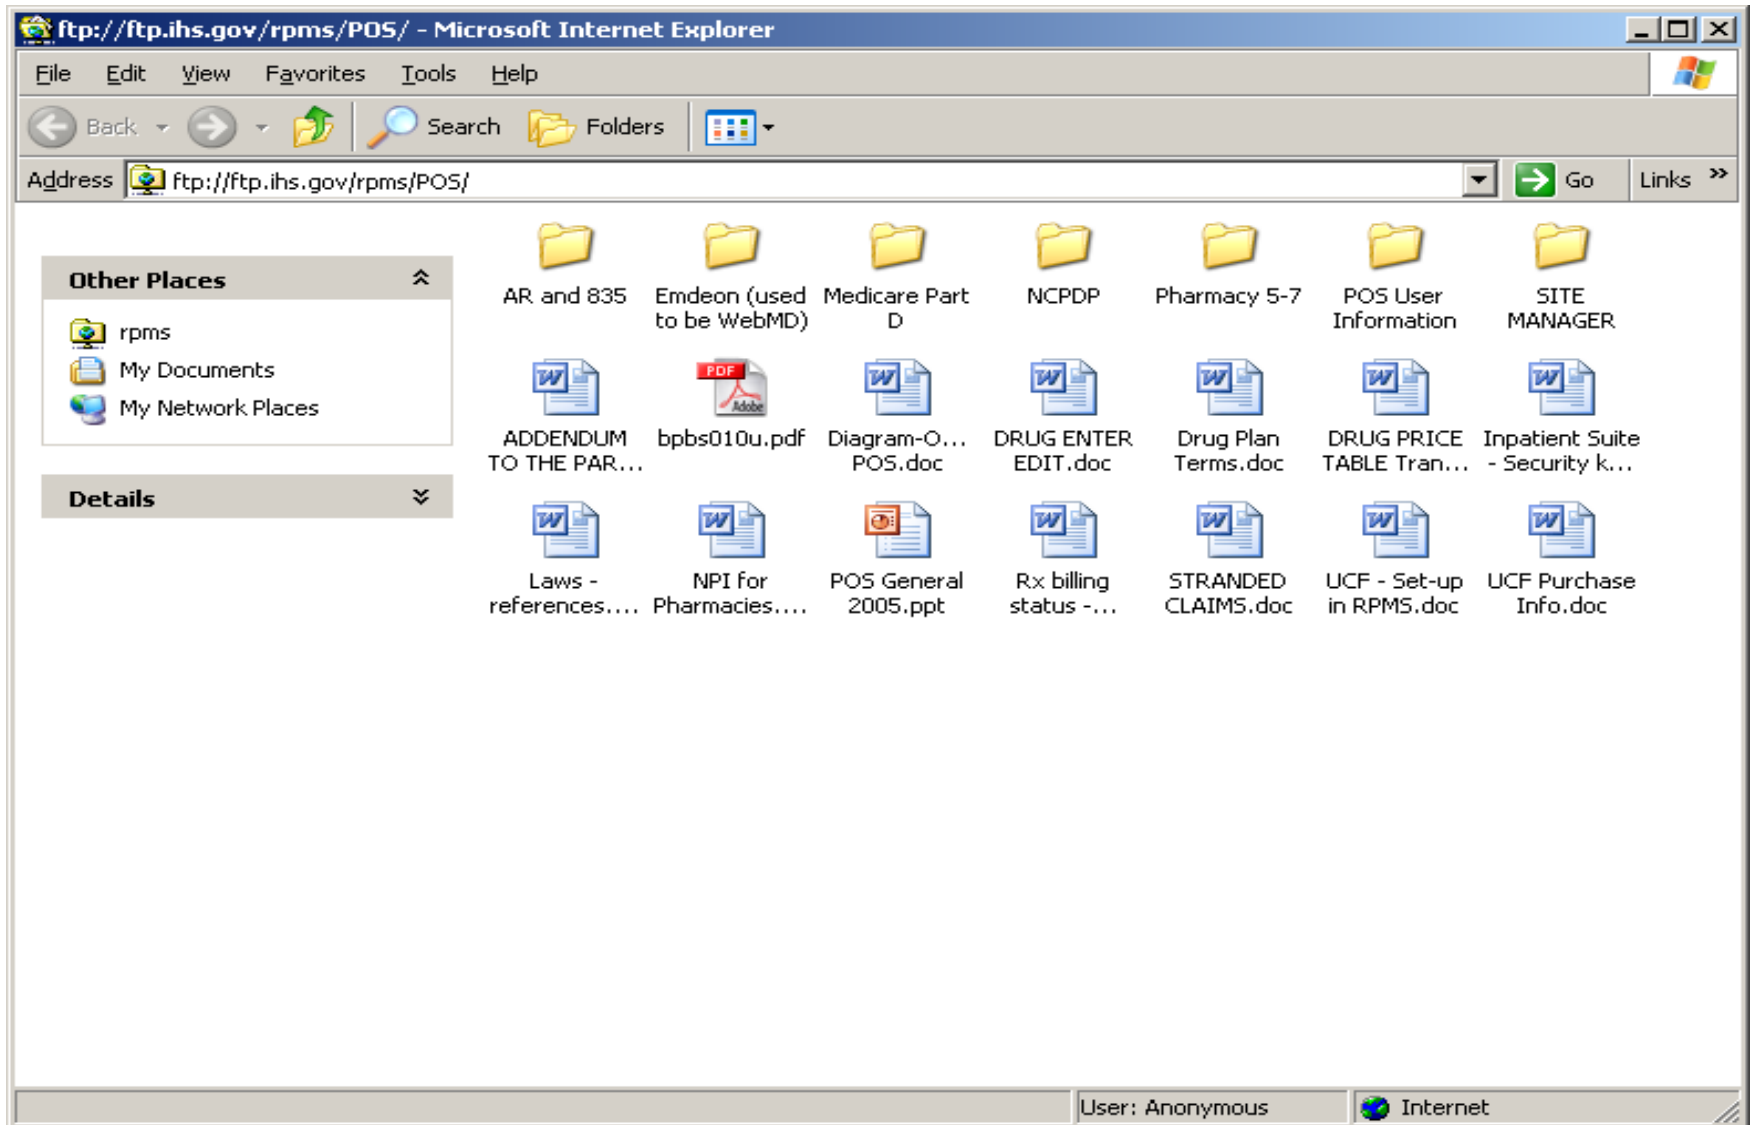 ftp://ftp.ihs.gov/rpms/POS/ - Microsoft Internet Explorer
File Edit View Favorites Tools Help
Back Search Folders
Address ftp://ftp.ihs.gov/rpms/POS/ Go Links »
Other Places
rpms
My Documents
My Network Places
Details
AR and 835
Emdeon (used
to be WebMD)
Medicare Part
D
NCPDP
Pharmacy 5-7
POS User
Information
SITE
MANAGER
ADDENDUM
TO THE PAR...
PDF
Adobe
bpbs010u.pdf
Diagram-O...
POS.doc
DRUG ENTER
EDIT.doc
Drug Plan
Terms.doc
DRUG PRICE
TABLE Tran...
Inpatient Suite
- Security k...
Laws -
references....
NPI for
Pharmacies....
POS General
2005.ppt
Rx billing
status -...
STRANDED
CLAIMS.doc
UCF - Set-up
in RPMS.doc
UCF Purchase
Info.doc
User: Anonymous Internet